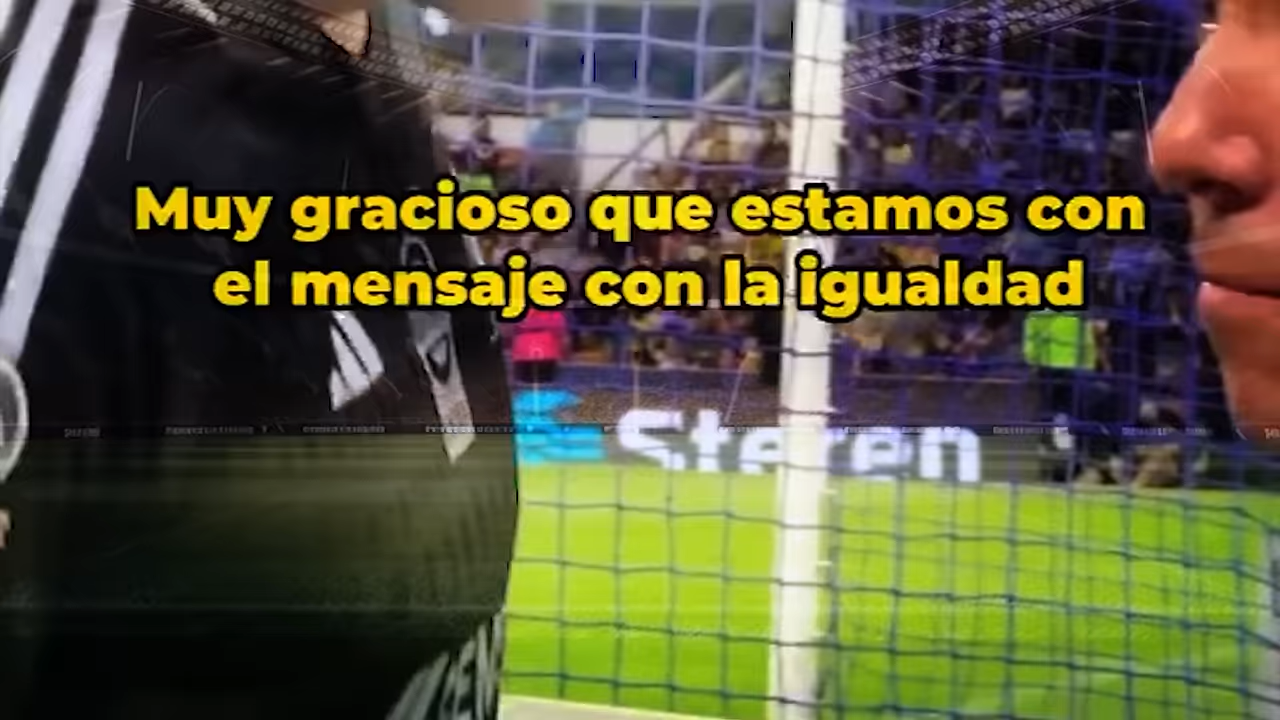 Muy gracioso que estamos con
el mensaje con la igualdad
Steren